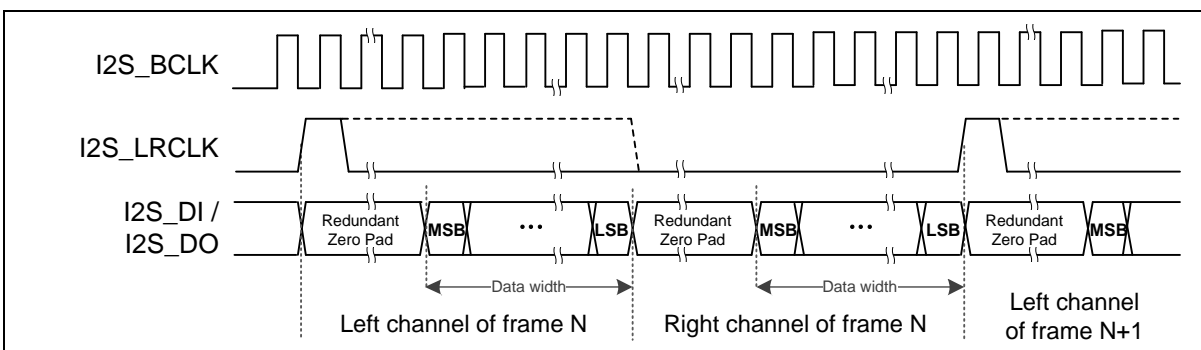 I2S_BCLK
I2S_LRCLK
I2S_DI /
I2S_DO
Redundant
Zero Pad
MSB
...
LSB
Redundant
Zero Pad
MSB
...
LSB
Redundant
Zero Pad
MSB
Data width
Data width
Left channel of frame N
Right channel of frame N
Left channel
of frame N+1